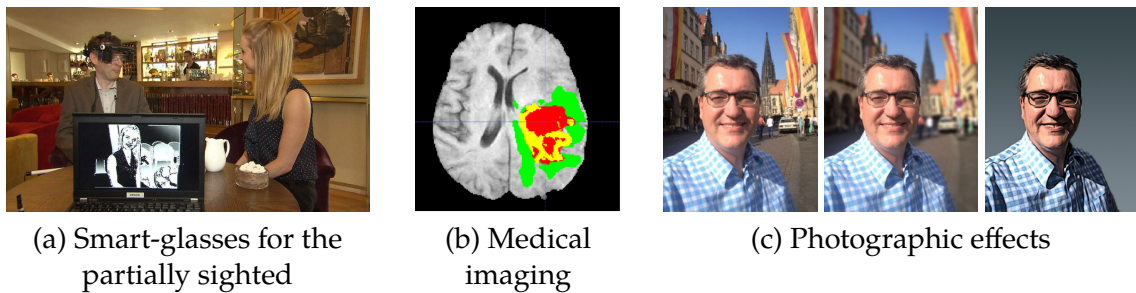 (a) Smart-glasses for the
partially sighted
(b) Medical
imaging
(c) Photographic effects